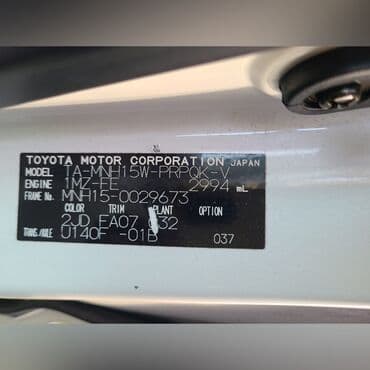 TOYOTA MOTOR CORPORATION JAPAN
MODEL TA-MNH15W-PRPQK-V
ENGINE 1MZ-FE 2994 mL
FRAME No. MNH15-0029673
COLOR TRIM PLANT OPTION
2JD FA07 32
TRANS/AXLE U140F -01B 037